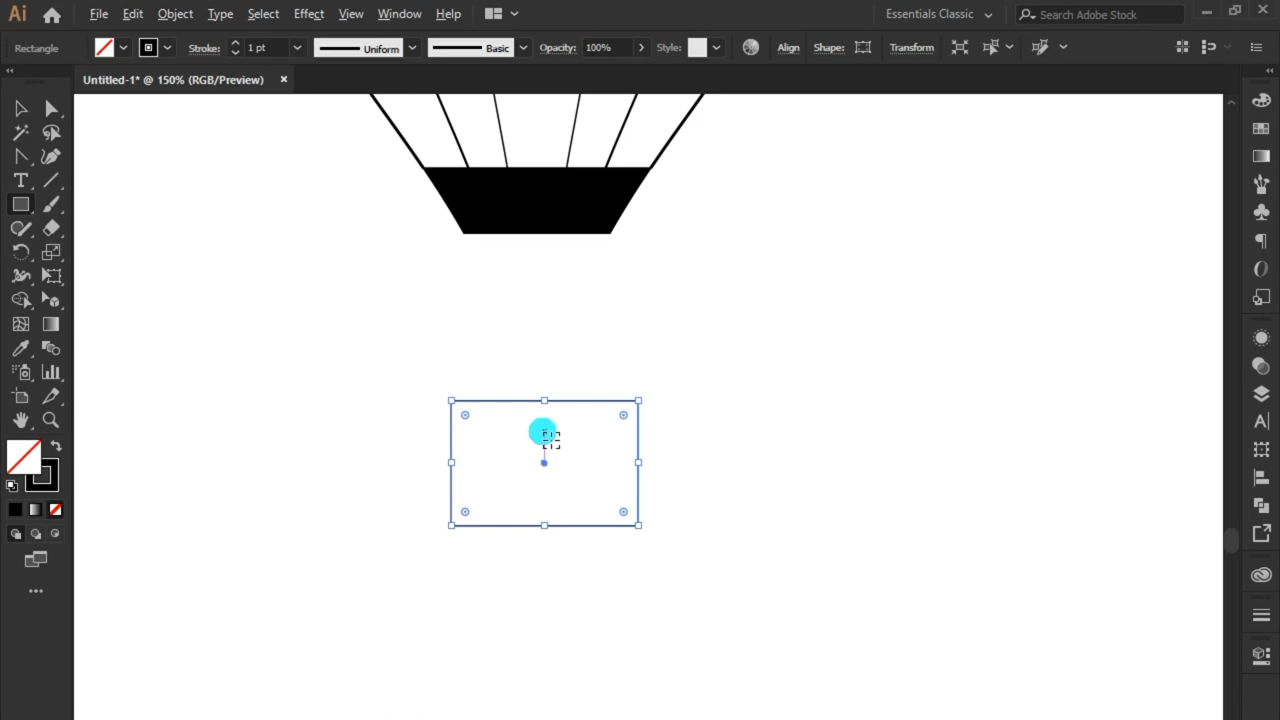 Ai File Edit Object Type Select Effect View Window Help Essentials Classic Search Adobe Stock
Rectangle Stroke: 1 pt Uniform Basic Opacity: 100% Style: Align Shape: Transform
Untitled-1* @ 150% (RGB/Preview)